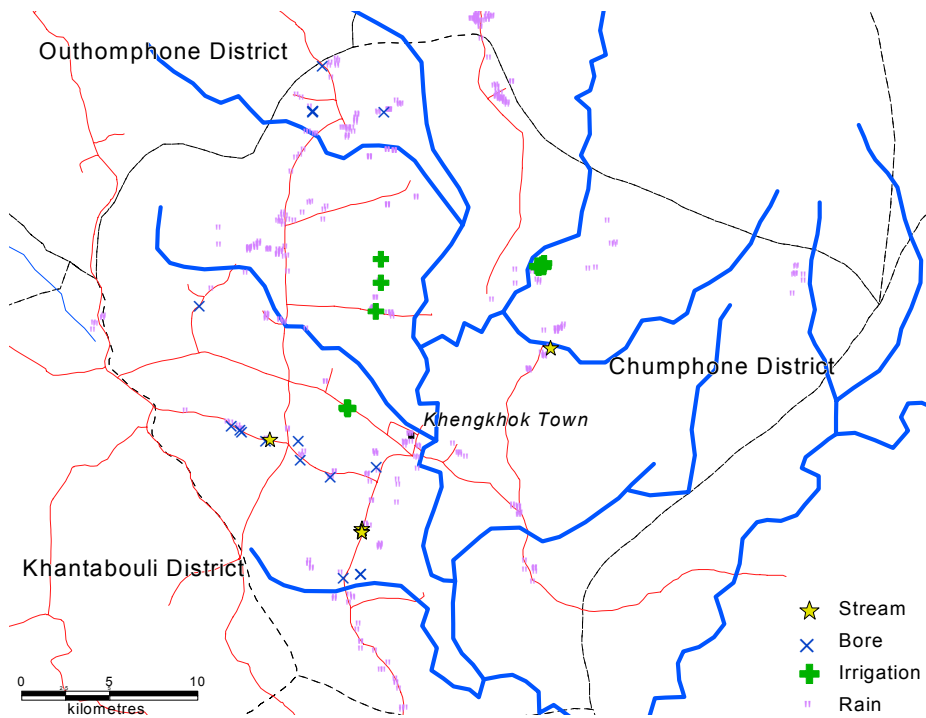 Outhomphone District
Chumphone District
Khengkhok Town
Khantabouli District
Stream
Bore
Irrigation
Rain
0 5 10
kilometres